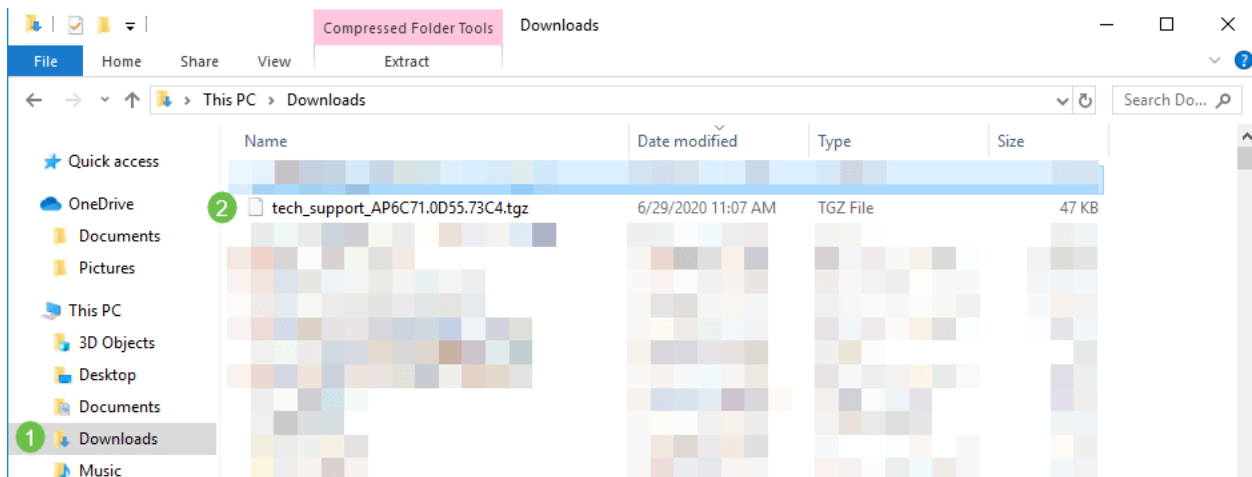 Compressed Folder Tools Downloads
File Home Share View Extract
This PC > Downloads Search Do...
Name Date modified Type Size
Quick access
OneDrive
2 tech_support_AP6C71.0D55.73C4.tgz 6/29/2020 11:07 AM TGZ File 47 KB
Documents
Pictures
This PC
3D Objects
Desktop
Documents
1 Downloads
Music